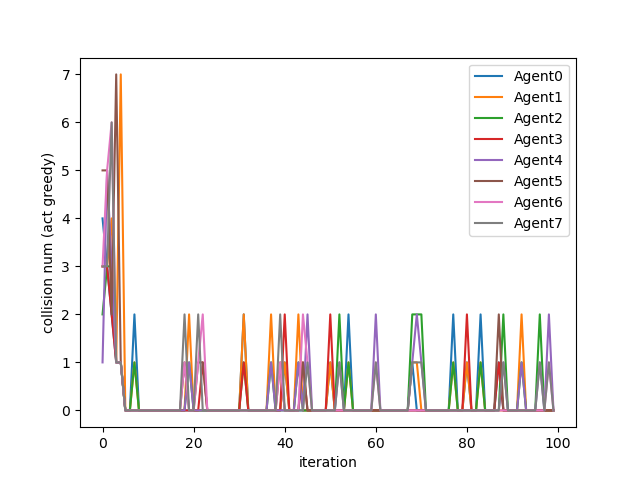 7
6
5
4
3
2
1
0
collision num (act greedy)
0
20
40
60
80
100
iteration
Agent0
Agent1
Agent2
Agent3
Agent4
Agent5
Agent6
Agent7